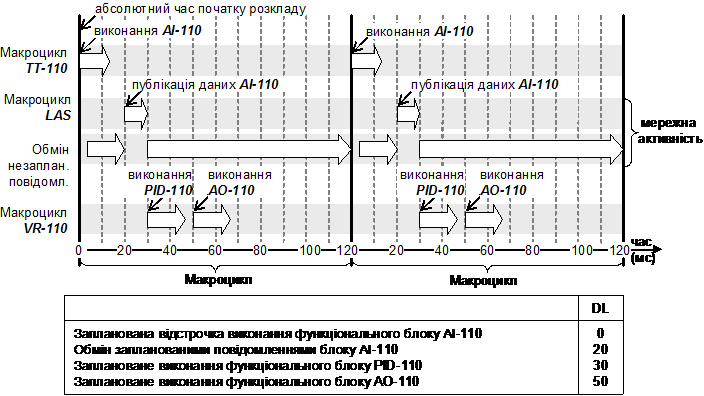 абсолютний час початку розкладу
виконання AI-110
виконання AI-110
Макроцикл
TT-110
публікація даних AI-110
публікація даних AI-110
Макроцикл
LAS
мережна
активність
Обмін
незаплан.
повідомл.
виконання
PID-110
виконання
AO-110
виконання
PID-110
виконання
AO-110
Макроцикл
VR-110
0 20 40 60 80 100 120 20 40 60 80 100 120
час
(мс)
Макроцикл
Макроцикл
DL
Запланована відстрочка виконання функціонального блоку AI-110 0
Обмін запланованими повідомленнями блоку AI-110 20
Заплановане виконання функціонального блоку PID-110 30
Заплановане виконання функціонального блоку AO-110 50